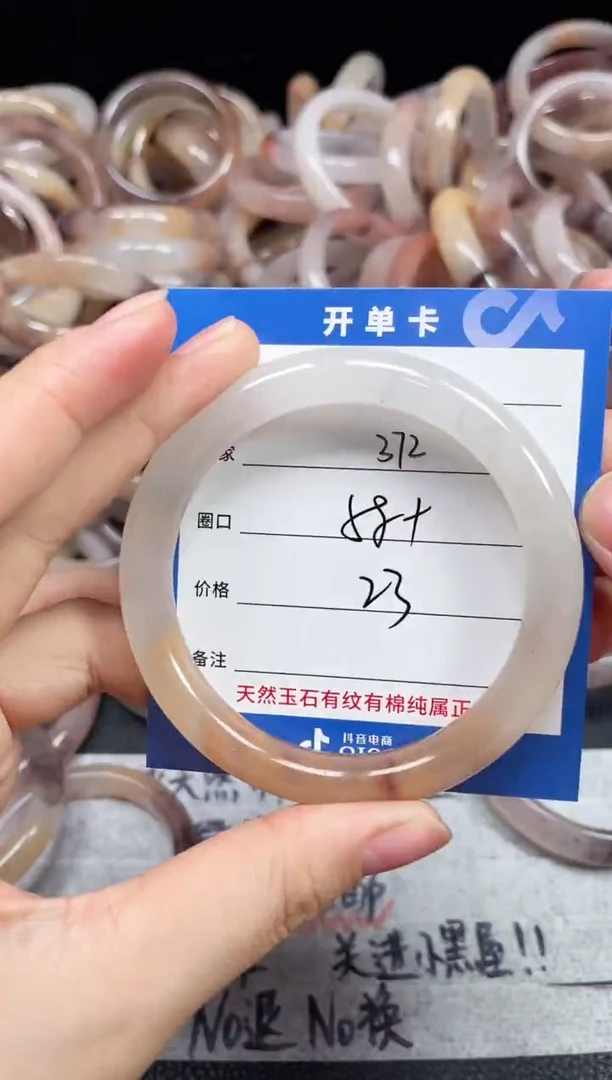 开单卡
家 372
圈口 58+
价格 23
备注
天然玉石有纹有棉纯属正
抖音电商
关进小黑屋!!
No退 No换